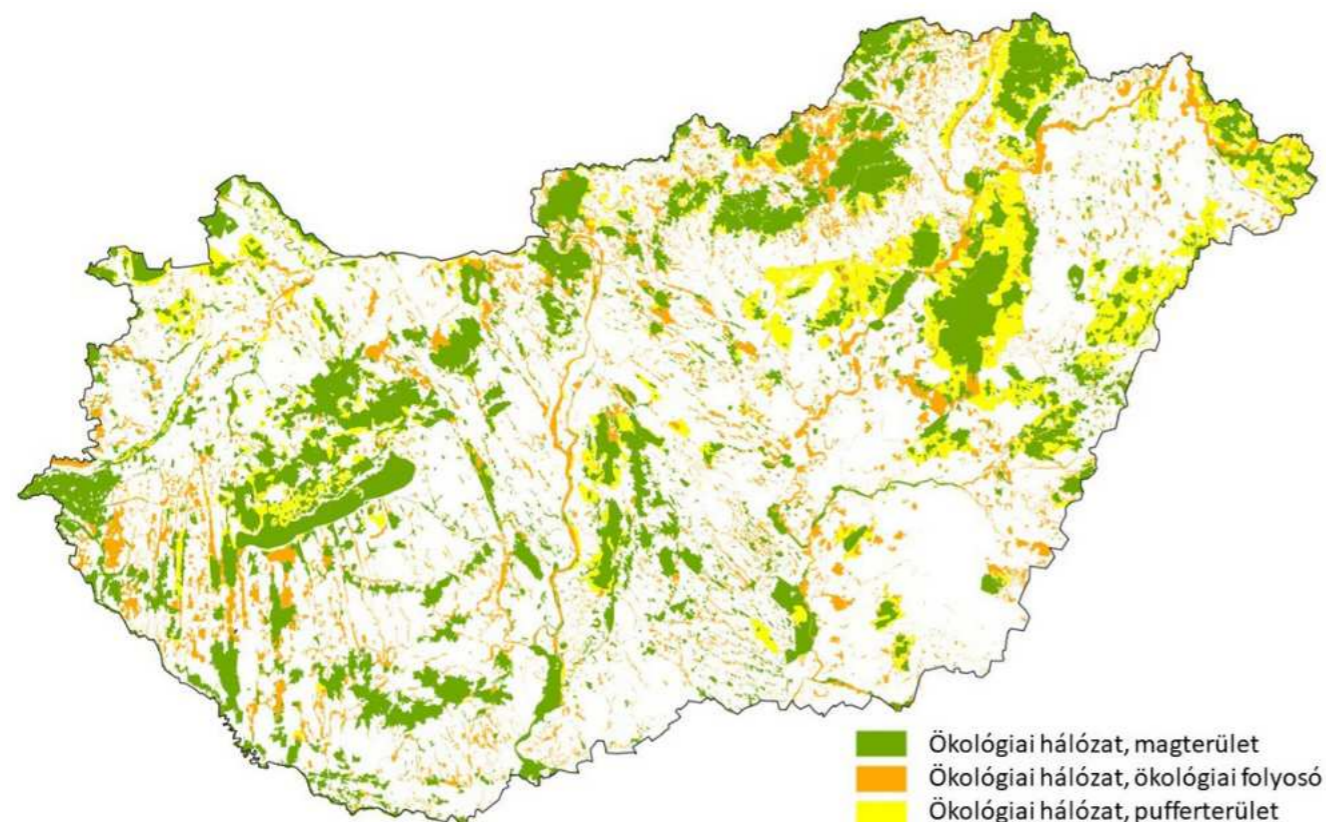 Ökológiai hálózat, magterület
Ökológiai hálózat, ökológiai folyosó
Ökológiai hálózat, pufferterület